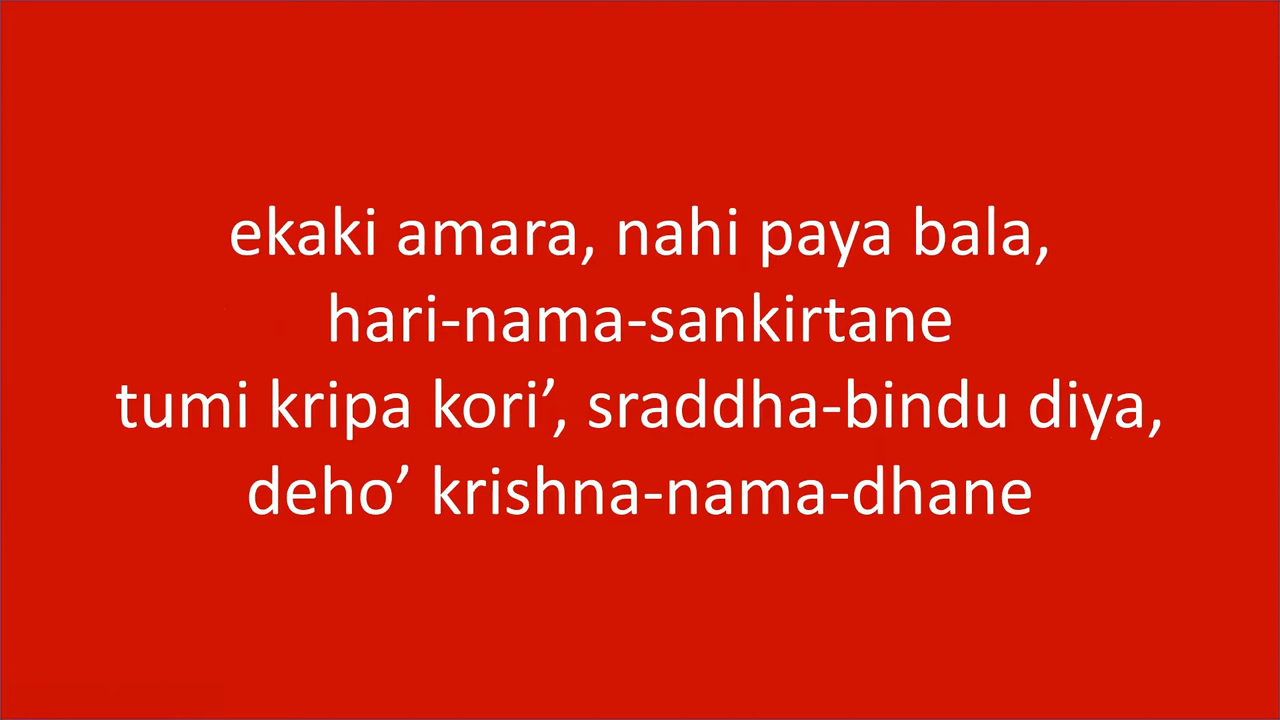 ekaki amara, nahi paya bala,
hari-nama-sankirtane
tumi kripa kori’, sraddha-bindu diya,
deho’ krishna-nama-dhane